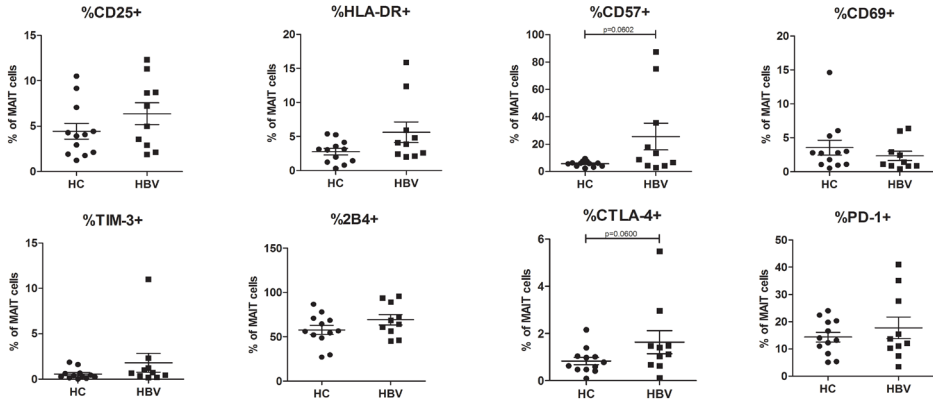 %CD25+
% of MAIT cells
15
10
5
0
HC HBV
%HLA-DR+
% of MAIT cells
20
15
10
5
0
HC HBV
%CD57+
p=0.0602
% of MAIT cells
100
80
60
40
20
0
HC HBV
%CD69+
% of MAIT cells
20
15
10
5
0
HC HBV
%TIM-3+
% of MAIT cells
15
10
5
0
HC HBV
%2B4+
% of MAIT cells
150
100
50
0
HC HBV
%CTLA-4+
p=0.0600
% of MAIT cells
6
4
2
0
HC HBV
%PD-1+
% of MAIT cells
50
40
30
20
10
0
HC HBV